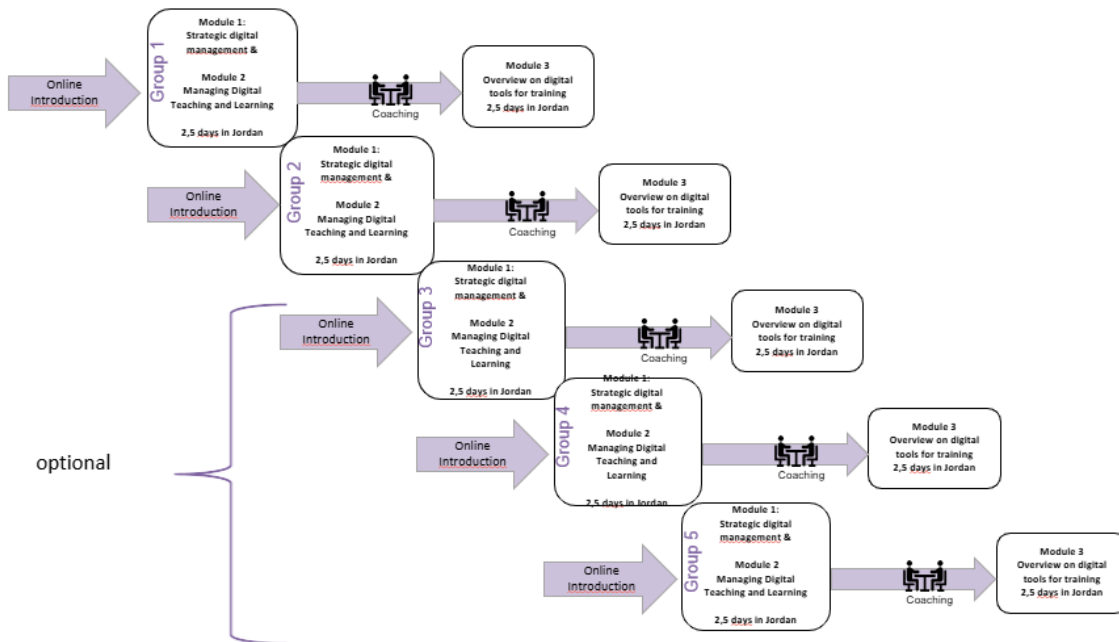 Online
Introduction
Group 1
Module 1:
Strategic digital
management &
Module 2
Managing Digital
Teaching and Learning
2,5 days in Jordan
Coaching
Module 3
Overview on digital
tools for training
2,5 days in Jordan
Online
Introduction
Group 2
Module 1:
Strategic digital
management &
Module 2
Managing Digital
Teaching and Learning
2,5 days in Jordan
Coaching
Module 3
Overview on digital
tools for training
2,5 days in Jordan
optional
Online
Introduction
Group 3
Module 1:
Strategic digital
management &
Module 2
Managing Digital
Teaching and
Learning
2,5 days in Jordan
Coaching
Module 3
Overview on digital
tools for training
2,5 days in Jordan
Online
Introduction
Group 4
Module 1:
Strategic digital
management &
Module 2
Managing Digital
Teaching and
Learning
2,5 days in Jordan
Coaching
Module 3
Overview on digital
tools for training
2,5 days in Jordan
Online
Introduction
Group 5
Module 1:
Strategic digital
management &
Module 2
Managing Digital
Teaching and Learning
2,5 days in Jordan
Coaching
Module 3
Overview on digital
tools for training
2,5 days in Jordan